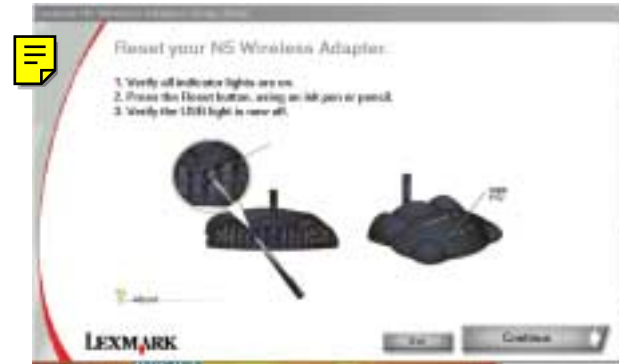 Reset your N5 Wireless Adapter.
1. Verify all indicator lights are on.
2. Press the Reset button, using an ink pen or pencil.
3. Verify the USB light is now off.
LEXMARK
Exit
Continue